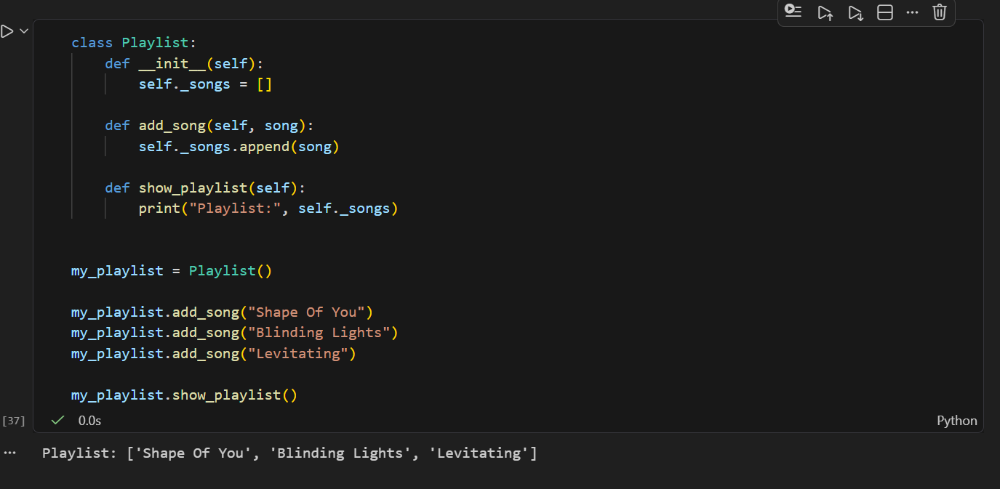 class Playlist:
    def __init__(self):
        self._songs = []
    def add_song(self, song):
        self._songs.append(song)
    def show_playlist(self):
        print("Playlist:", self._songs)
my_playlist = Playlist()
my_playlist.add_song("Shape Of You")
my_playlist.add_song("Blinding Lights")
my_playlist.add_song("Levitating")
my_playlist.show_playlist()
[37] 0.0s Python
Playlist: ['Shape Of You', 'Blinding Lights', 'Levitating']